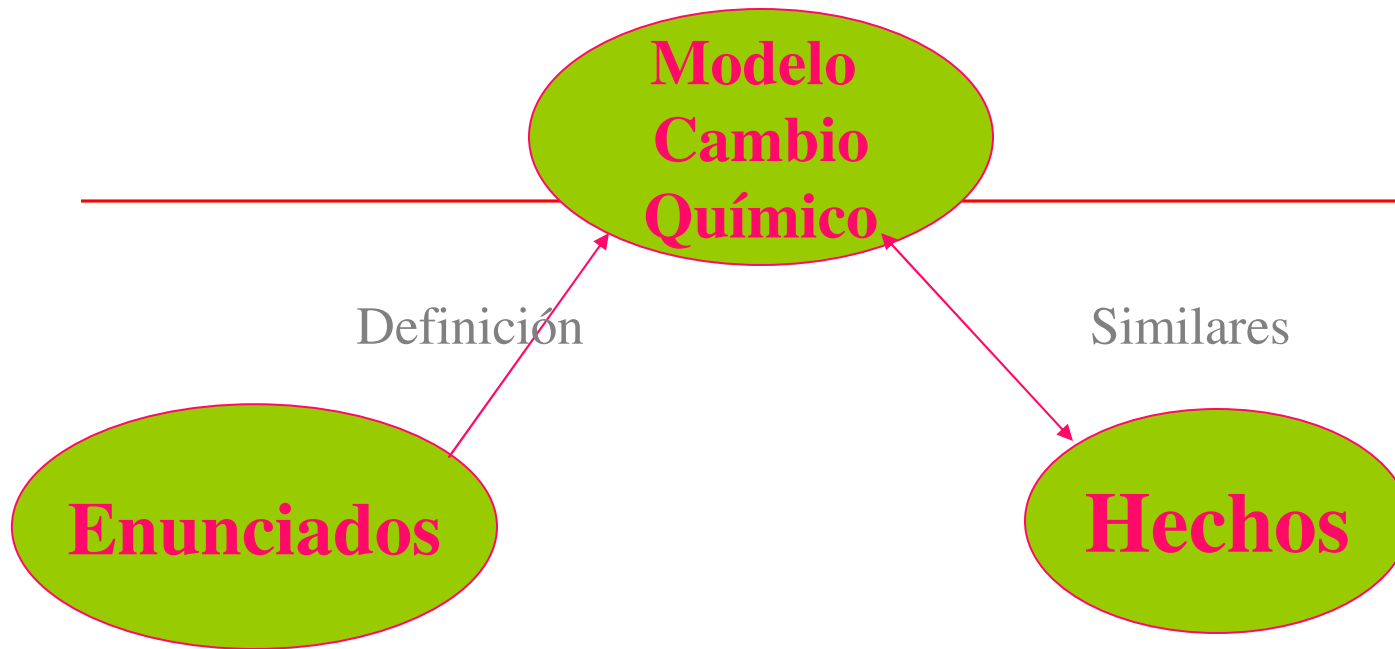 Modelo
Cambio
Químico
Definición
Similares
Enunciados
Hechos